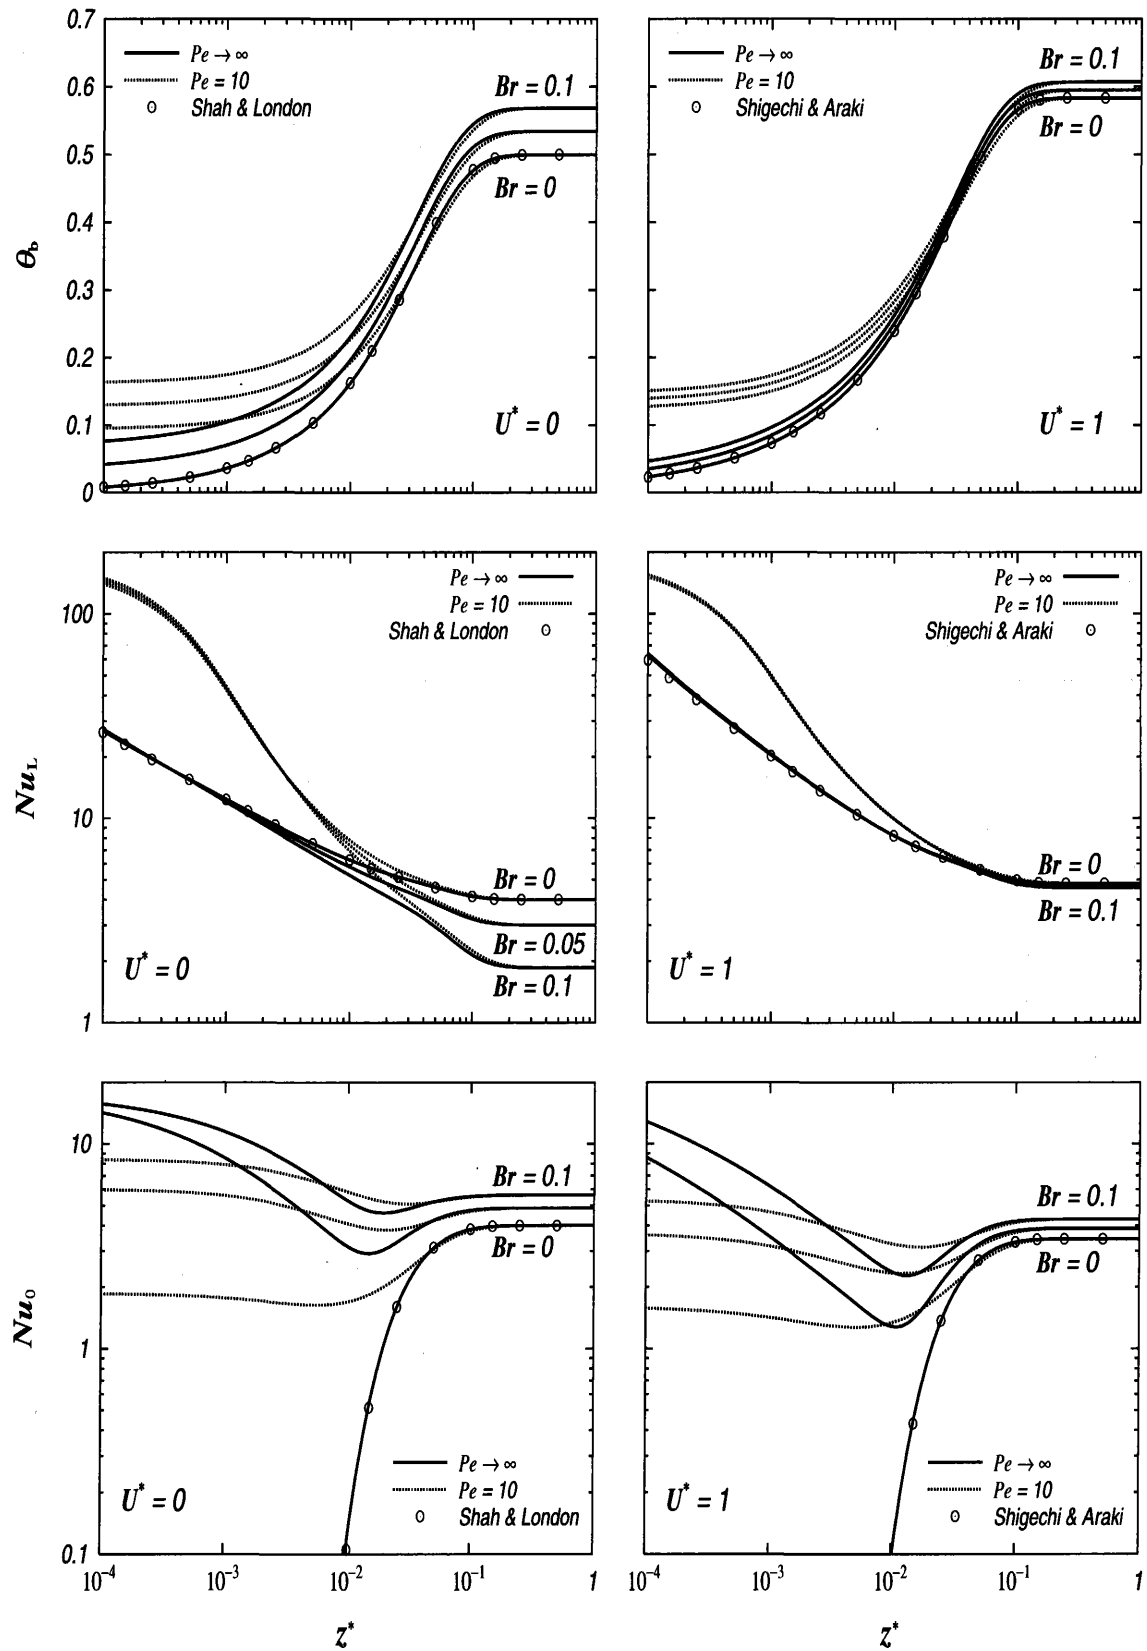 0.7
0.6
0.5
0.4
0.3
0.2
0.1
0
θb
Pe → ∞
Pe = 10
Shah & London
Br = 0.1
Br = 0
U* = 0
Pe → ∞
Pe = 10
Shigechi & Araki
Br = 0.1
Br = 0
U* = 1
100
10
1
NuL
Pe → ∞
Pe = 10
Shah & London
Br = 0
Br = 0.05
Br = 0.1
U* = 0
Pe → ∞
Pe = 10
Shigechi & Araki
Br = 0
Br = 0.1
U* = 1
10
1
0.1
Nu0
Br = 0.1
Br = 0
Pe → ∞
Pe = 10
Shah & London
U* = 0
10⁻⁴ 10⁻³ 10⁻² 10⁻¹ 1
z*
Br = 0.1
Br = 0
Pe → ∞
Pe = 10
Shigechi & Araki
U* = 1
10⁻⁴ 10⁻³ 10⁻² 10⁻¹ 1
z*